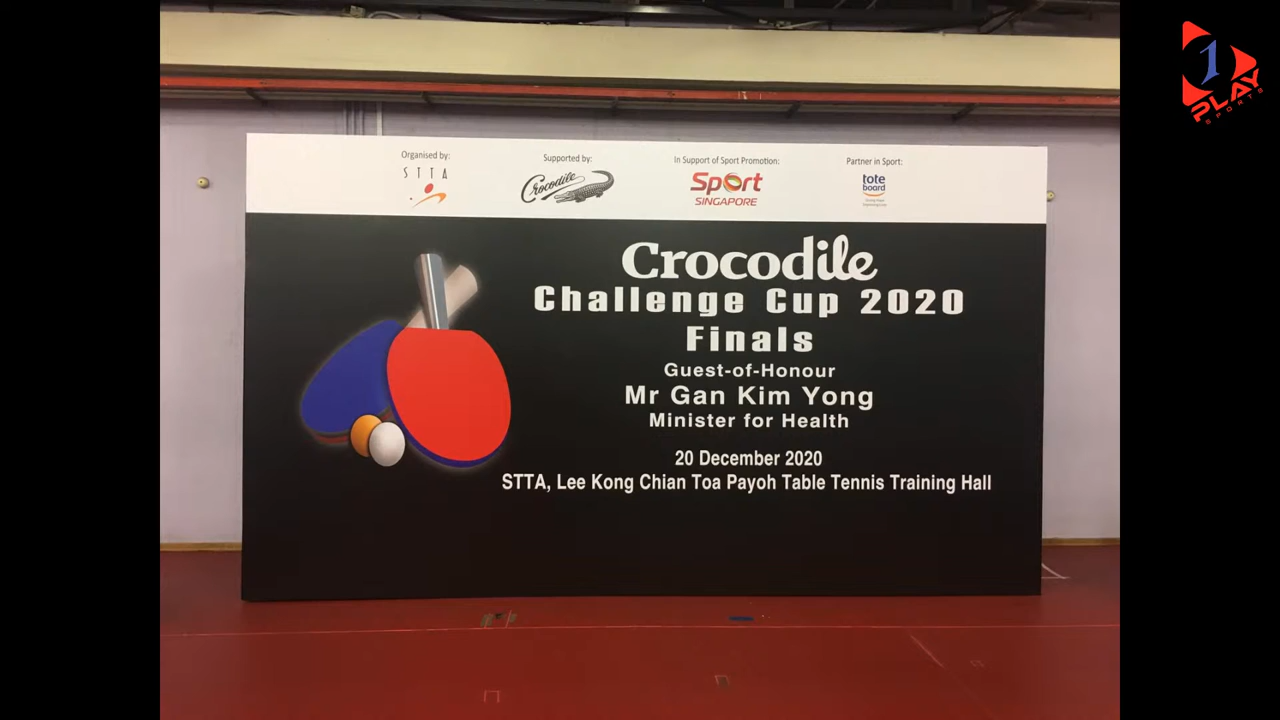 1
PLAY
SPORTS
Organised by:
STTA
Supported by:
Crocodile
In Support of Sport Promotion:
Sport
SINGAPORE
Partner in Sport:
tote
board
Crocodile
Challenge Cup 2020
Finals
Guest-of-Honour
Mr Gan Kim Yong
Minister for Health
20 December 2020
STTA, Lee Kong Chian Toa Payoh Table Tennis Training Hall